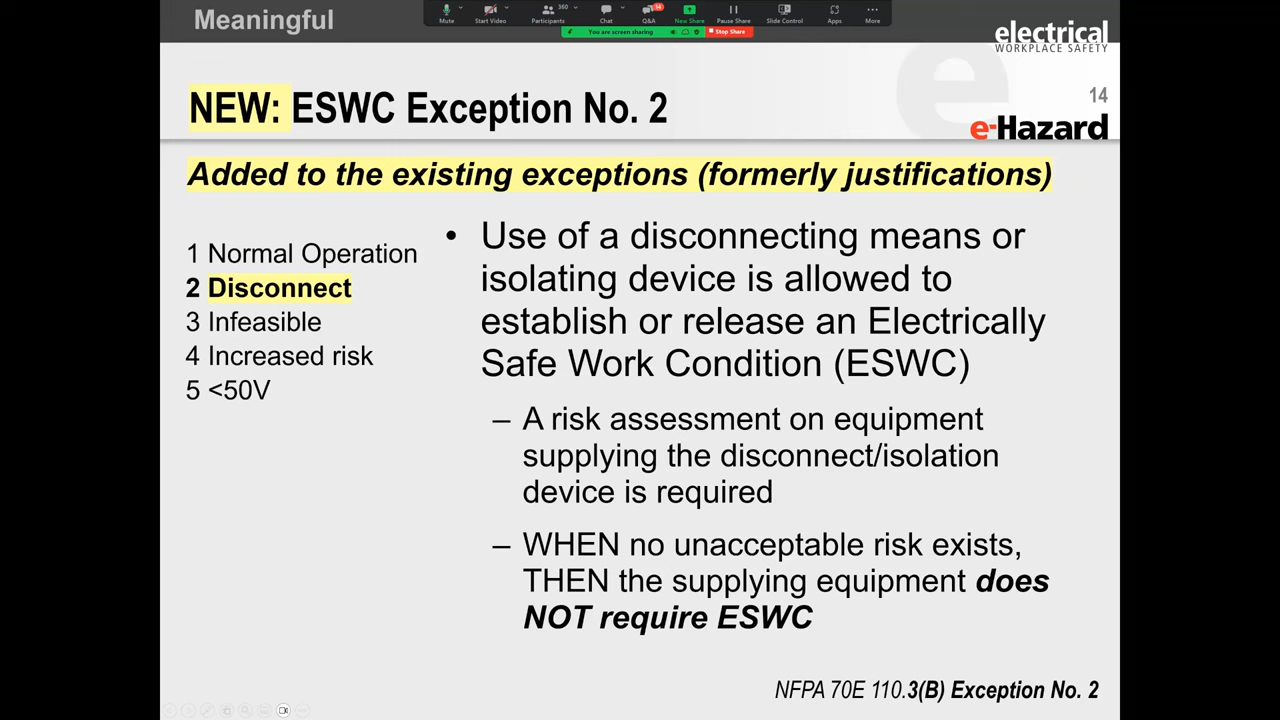 Meaningful
Mute
Start Video
Participants
360
Chat
Q&A
14
New Share
Pause Share
Slide Control
Apps
More
You are screen sharing
Stop Share
electrical
WORKPLACE SAFETY
14
e-Hazard
NEW: ESWC Exception No. 2
Added to the existing exceptions (formerly justifications)
1 Normal Operation
2 Disconnect
3 Infeasible
4 Increased risk
5 <50V
• Use of a disconnecting means or
isolating device is allowed to
establish or release an Electrically
Safe Work Condition (ESWC)
– A risk assessment on equipment
supplying the disconnect/isolation
device is required
– WHEN no unacceptable risk exists,
THEN the supplying equipment does
NOT require ESWC
NFPA 70E 110.3(B) Exception No. 2